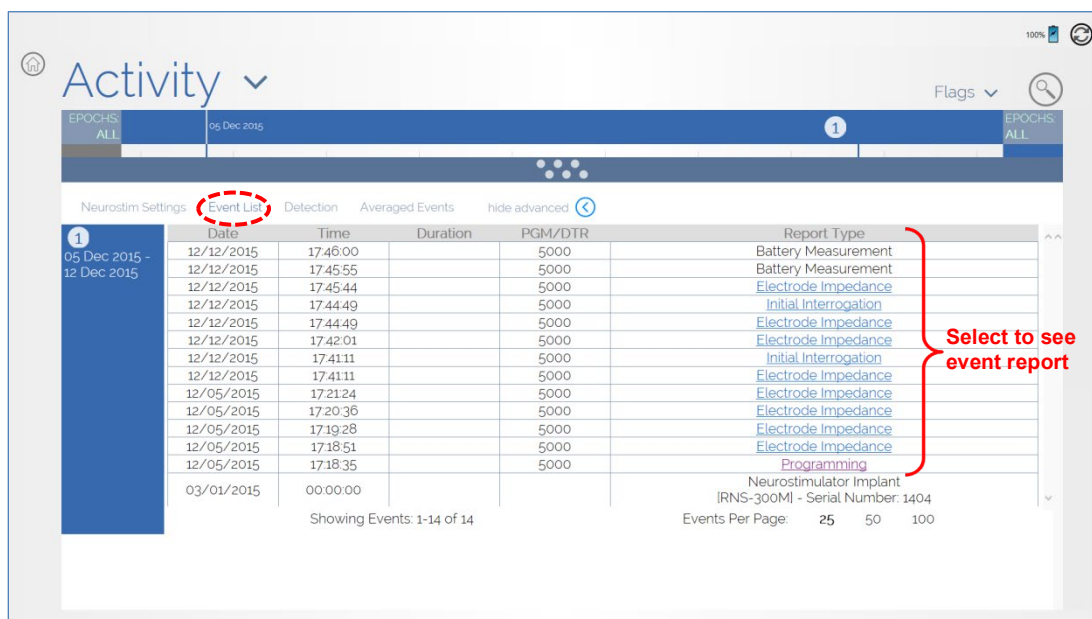 100%
Activity
Flags
EPOCHS:
ALL
05 Dec 2015
1
EPOCHS:
ALL
Neurostim Settings Event List Detection Averaged Events hide advanced
1
05 Dec 2015 -
12 Dec 2015
Date Time Duration PGM/DTR Report Type
12/12/2015 17:46:00 5000 Battery Measurement
12/12/2015 17:45:55 5000 Battery Measurement
12/12/2015 17:45:44 5000 Electrode Impedance
12/12/2015 17:44:49 5000 Initial Interrogation
12/12/2015 17:44:49 5000 Electrode Impedance
12/12/2015 17:42:01 5000 Electrode Impedance
12/12/2015 17:41:11 5000 Initial Interrogation
12/12/2015 17:41:11 5000 Electrode Impedance
12/05/2015 17:21:24 5000 Electrode Impedance
12/05/2015 17:20:36 5000 Electrode Impedance
12/05/2015 17:19:28 5000 Electrode Impedance
12/05/2015 17:18:51 5000 Electrode Impedance
12/05/2015 17:18:35 5000 Programming
03/01/2015 00:00:00 Neurostimulator Implant
[RNS-300M] - Serial Number: 1404
Select to see
event report
Showing Events: 1-14 of 14 Events Per Page: 25 50 100